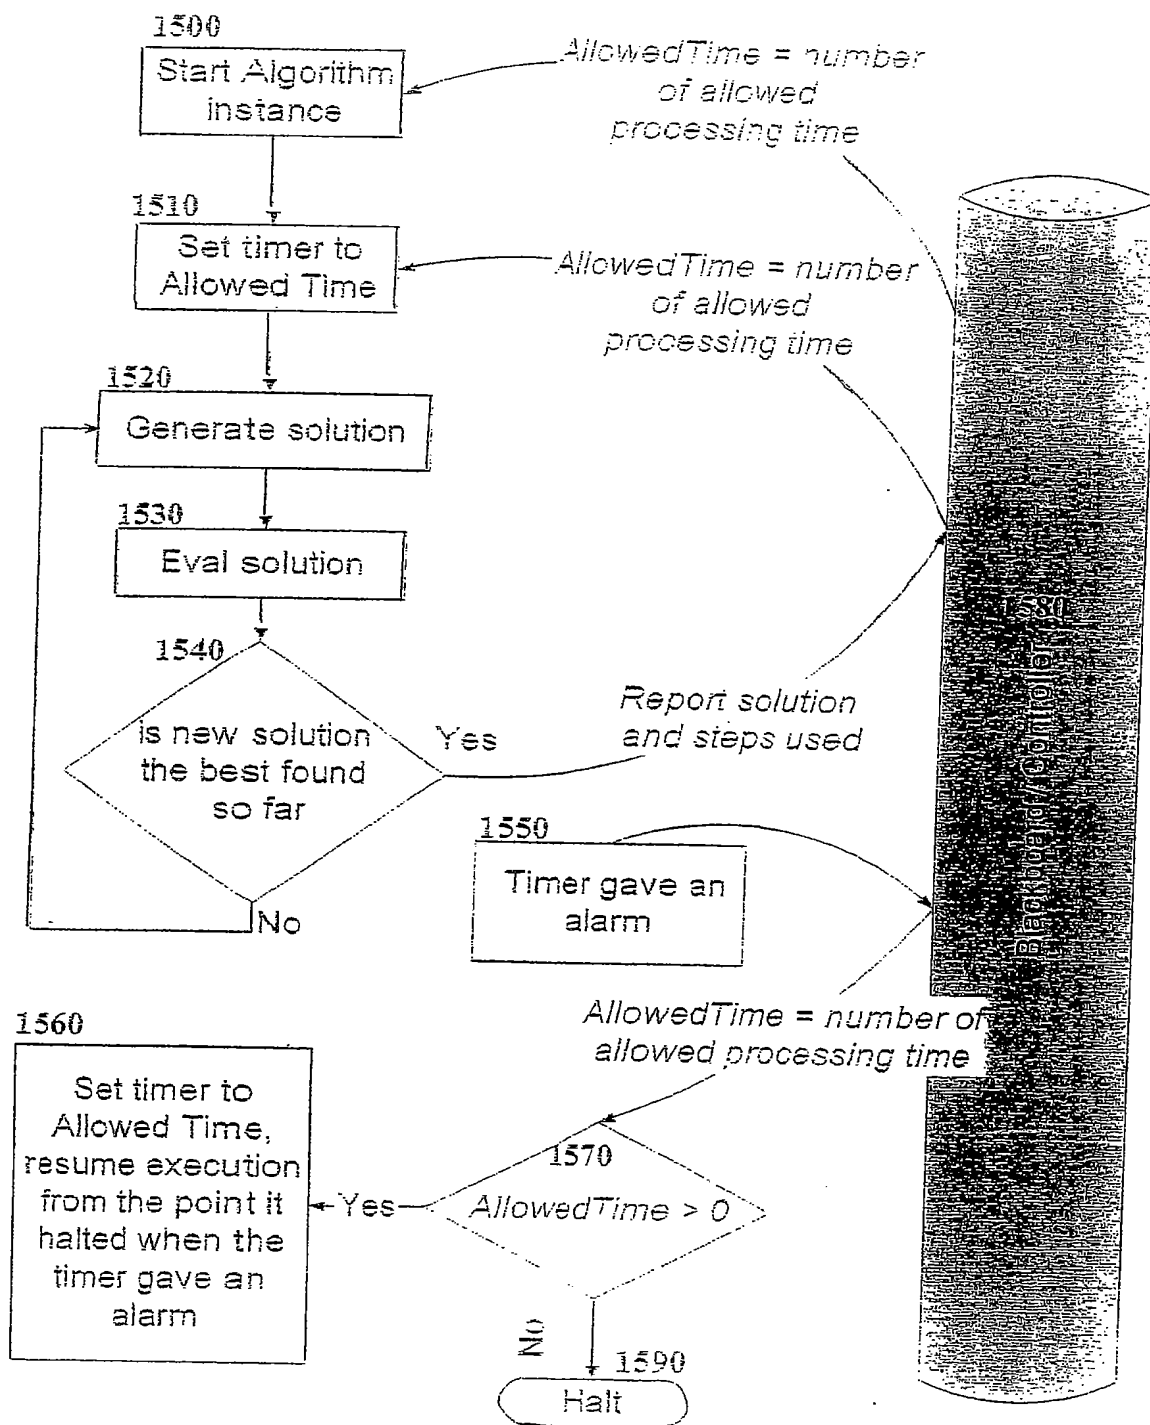 1500
Start Algorithm
instance
AllowedTime = number
of allowed
processing time
1510
Set timer to
Allowed Time
AllowedTime = number
of allowed
processing time
1520
Generate solution
1530
Eval solution
1540
is new solution
the best found
so far
Yes
No
Report solution
and steps used
1580
Blackboard / Controller
1550
Timer gave an
alarm
AllowedTime = number of
allowed processing time
1560
Set timer to
Allowed Time,
resume execution
from the point it
halted when the
timer gave an
alarm
Yes
1570
AllowedTime > 0
No
1590
Halt